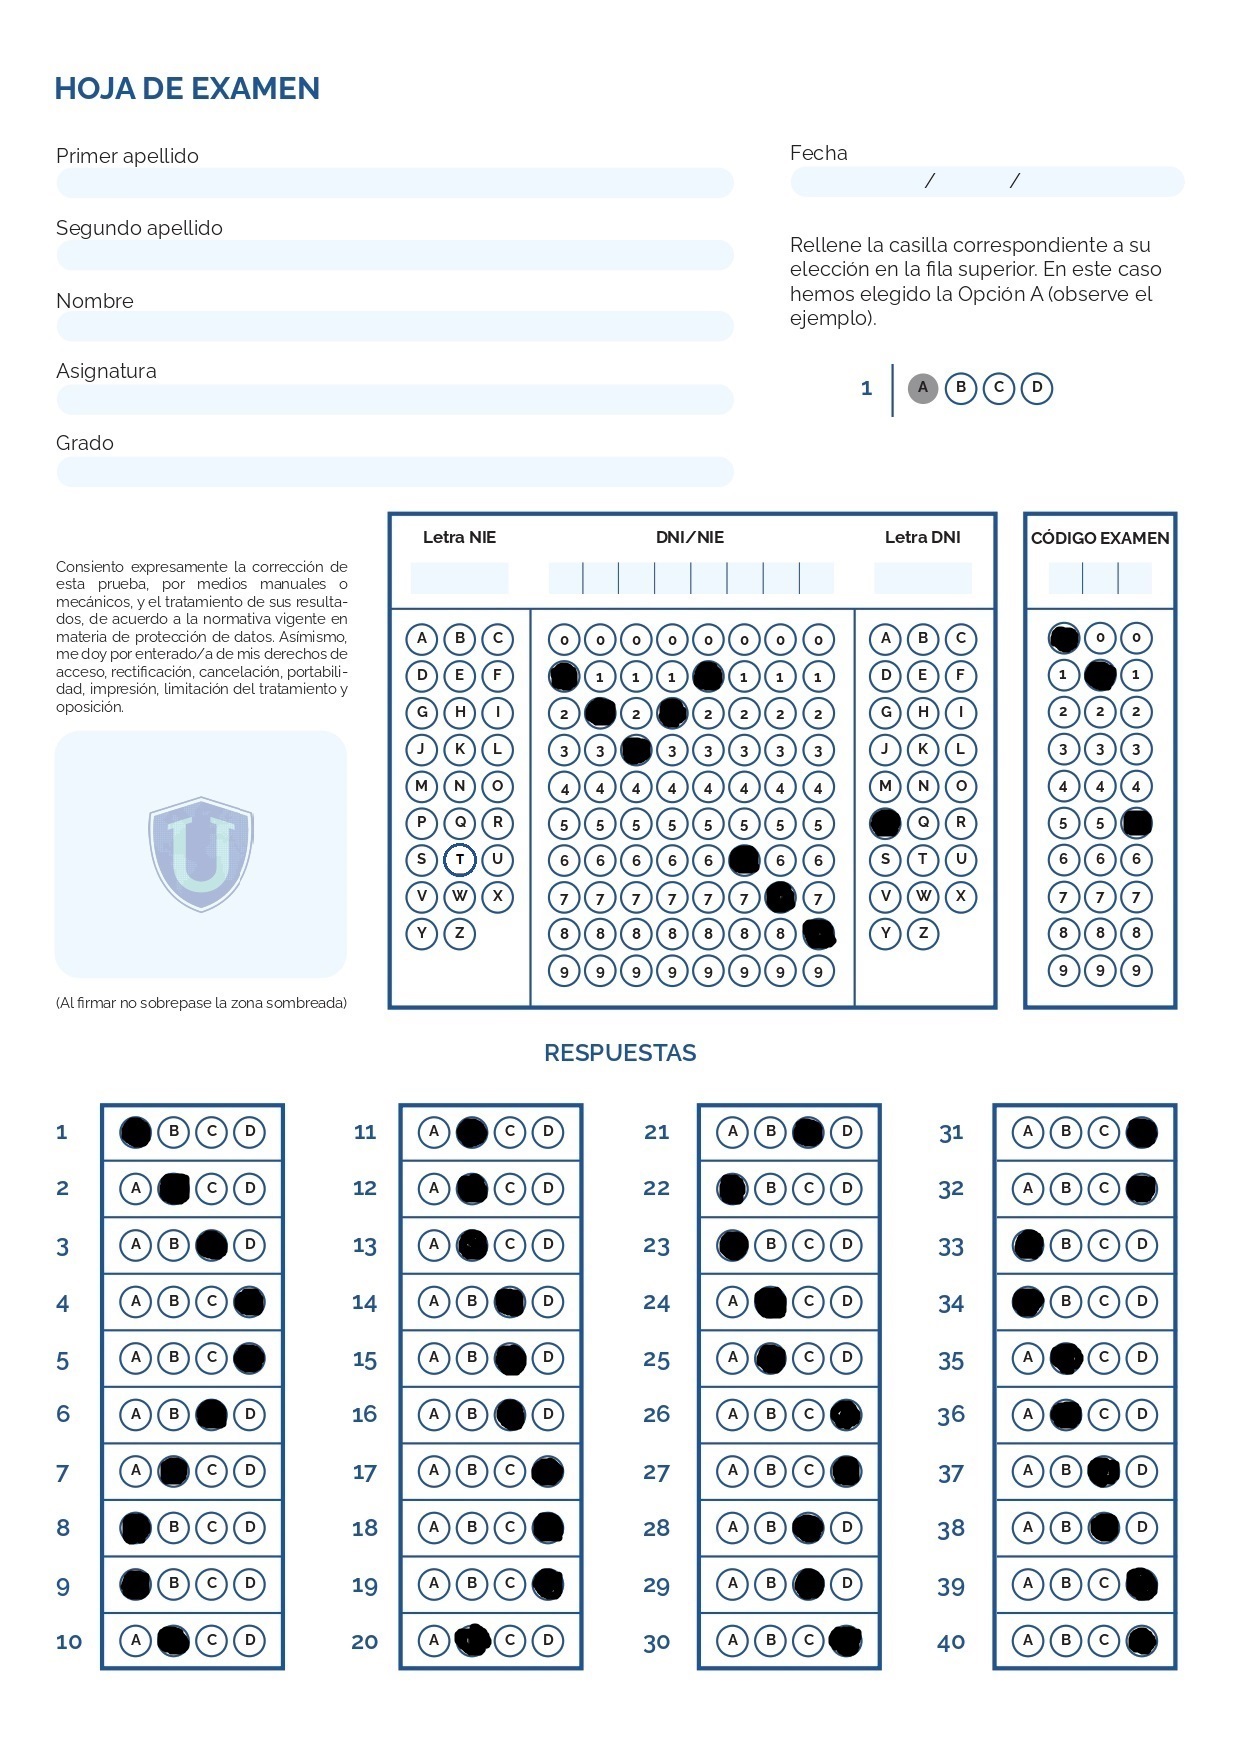 HOJA DE EXAMEN
Primer apellido
Fecha
/ /
Segundo apellido
Rellene la casilla correspondiente a su
elección en la fila superior. En este caso
hemos elegido la Opción A (observe el
ejemplo).
Nombre
Asignatura
1 A B C D
Grado
Letra NIE DNI/NIE Letra DNI CÓDIGO EXAMEN
Consiento expresamente la corrección de
esta prueba, por medios manuales o
mecánicos, y el tratamiento de sus resulta-
dos, de acuerdo a la normativa vigente en
materia de protección de datos. Asímismo,
me doy por enterado/a de mis derechos de
acceso, rectificación, cancelación, portabili-
dad, impresión, limitación del tratamiento y
oposición.
U
(Al firmar no sobrepase la zona sombreada)
A B C 0 0 0 0 0 0 0 0 A B C 0 0
D E F 1 1 1 1 1 1 D E F 1 1
G H I 2 2 2 2 2 2 G H I 2 2 2
J K L 3 3 3 3 3 3 3 J K L 3 3 3
M N O 4 4 4 4 4 4 4 4 M N O 4 4 4
P Q R 5 5 5 5 5 5 5 5 Q R 5 5
S T U 6 6 6 6 6 6 6 S T U 6 6 6
V W X 7 7 7 7 7 7 7 V W X 7 7 7
Y Z 8 8 8 8 8 8 8 Y Z 8 8 8
9 9 9 9 9 9 9 9 9 9 9
RESPUESTAS
1 B C D
2 A C D
3 A B D
4 A B C
5 A B C
6 A B D
7 A C D
8 B C D
9 B C D
10 A C D
11 A C D
12 A C D
13 A C D
14 A B D
15 A B D
16 A B D
17 A B C
18 A B C
19 A B C
20 A C D
21 A B D
22 B C D
23 B C D
24 A C D
25 A C D
26 A B C
27 A B C
28 A B D
29 A B D
30 A B C
31 A B C
32 A B C
33 B C D
34 B C D
35 A C D
36 A C D
37 A B D
38 A B D
39 A B C
40 A B C